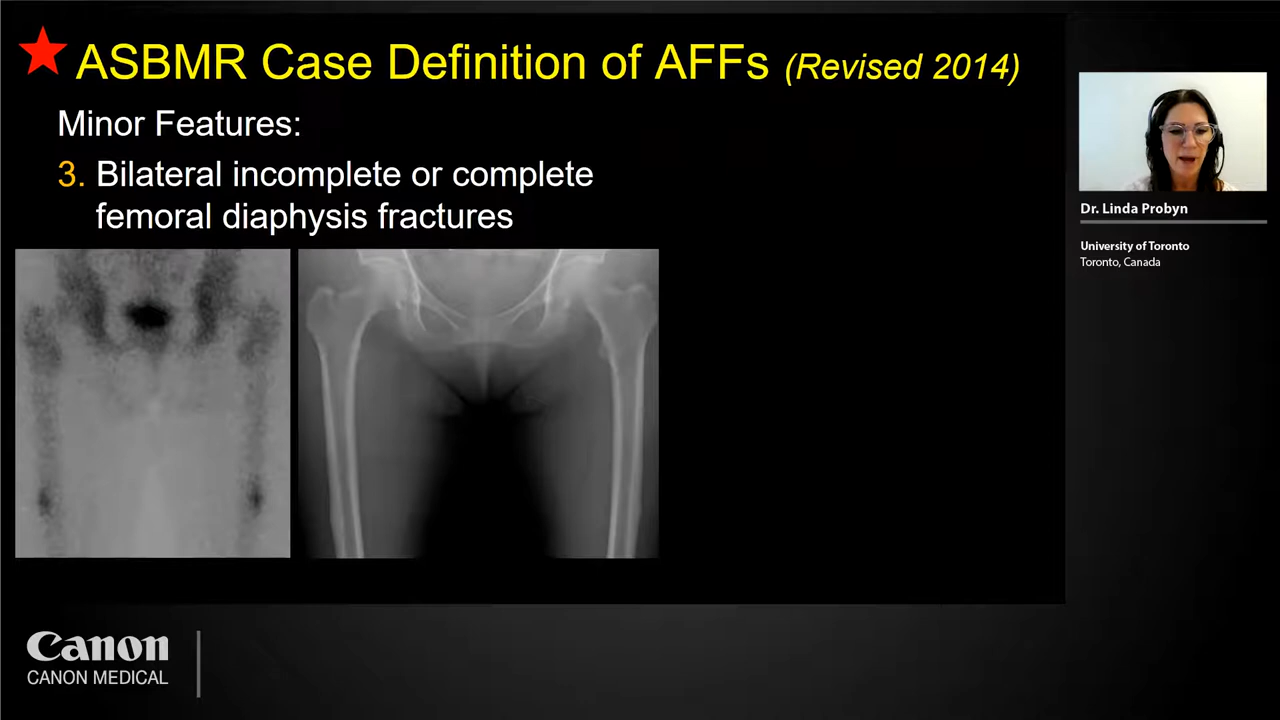 ASBMR Case Definition of AFFs (Revised 2014)
Minor Features:
3. Bilateral incomplete or complete
femoral diaphysis fractures
Dr. Linda Probyn
University of Toronto
Toronto, Canada
Canon
CANON MEDICAL